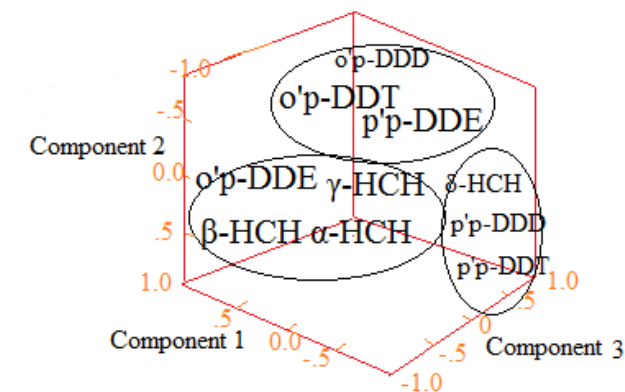 o'p-DDD
-1.0
o'p-DDT
-.5
p'p-DDE
Component 2
0.0
o'p-DDE
γ-HCH
δ-HCH
.5
β-HCH α-HCH
p'p-DDD
p'p-DDT
1.0
1.0
.5
.5
Component 1
0.0
0
-.5
-.5
Component 3
-1.0